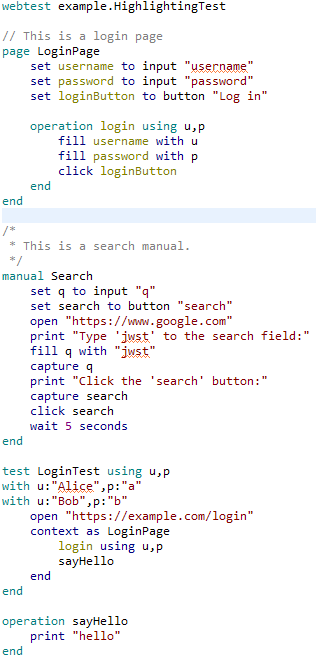 webtest example.HighlightingTest

// This is a login page
page LoginPage
    set username to input "username"
    set password to input "password"
    set loginButton to button "Log in"

    operation login using u,p
        fill username with u
        fill password with p
        click loginButton
    end
end

/*
 * This is a search manual.
 */
manual Search
    set q to input "q"
    set search to button "search"
    open "https://www.google.com"
    print "Type 'jwst' to the search field:"
    fill q with "jwst"
    capture q
    print "Click the 'search' button:"
    capture search
    click search
    wait 5 seconds
end

test LoginTest using u,p
with u:"Alice",p:"a"
with u:"Bob",p:"b"
    open "https://example.com/login"
    context as LoginPage
        login using u,p
        sayHello
    end
end

operation sayHello
    print "hello"
end